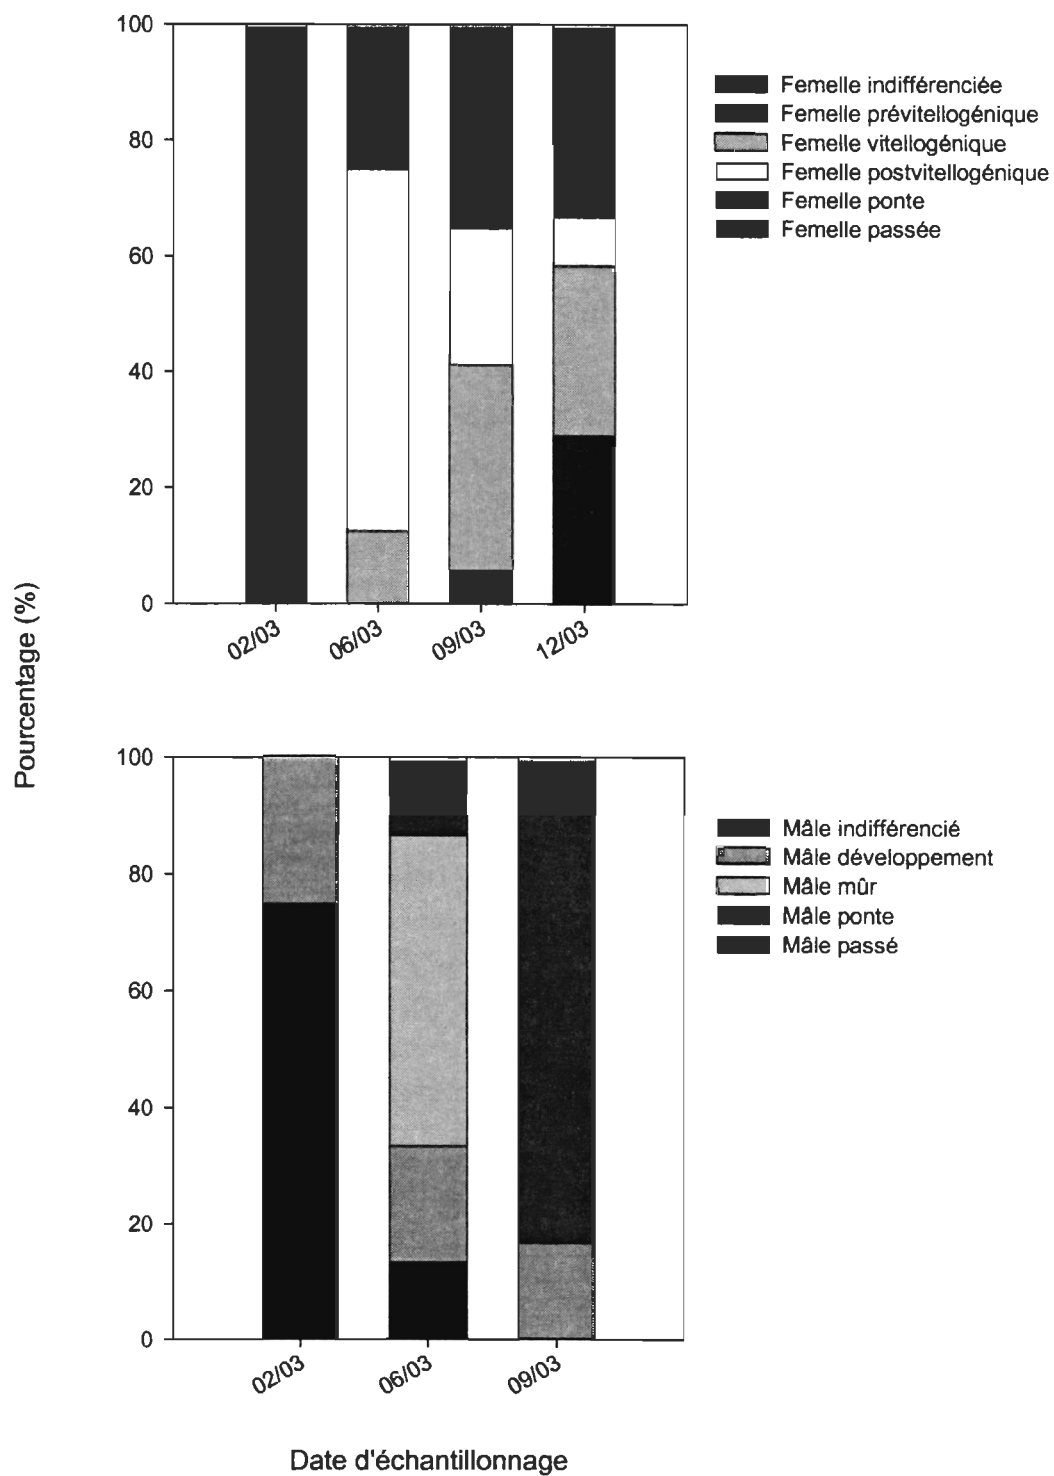 Pourcentage (%)
100
80
60
40
20
0
02/03
06/03
09/03
12/03
Femelle indifférenciée
Femelle prévitellogénique
Femelle vitellogénique
Femelle postvitellogénique
Femelle ponte
Femelle passée
100
80
60
40
20
0
02/03
06/03
09/03
Mâle indifférencié
Mâle développement
Mâle mûr
Mâle ponte
Mâle passé
Date d'échantillonnage